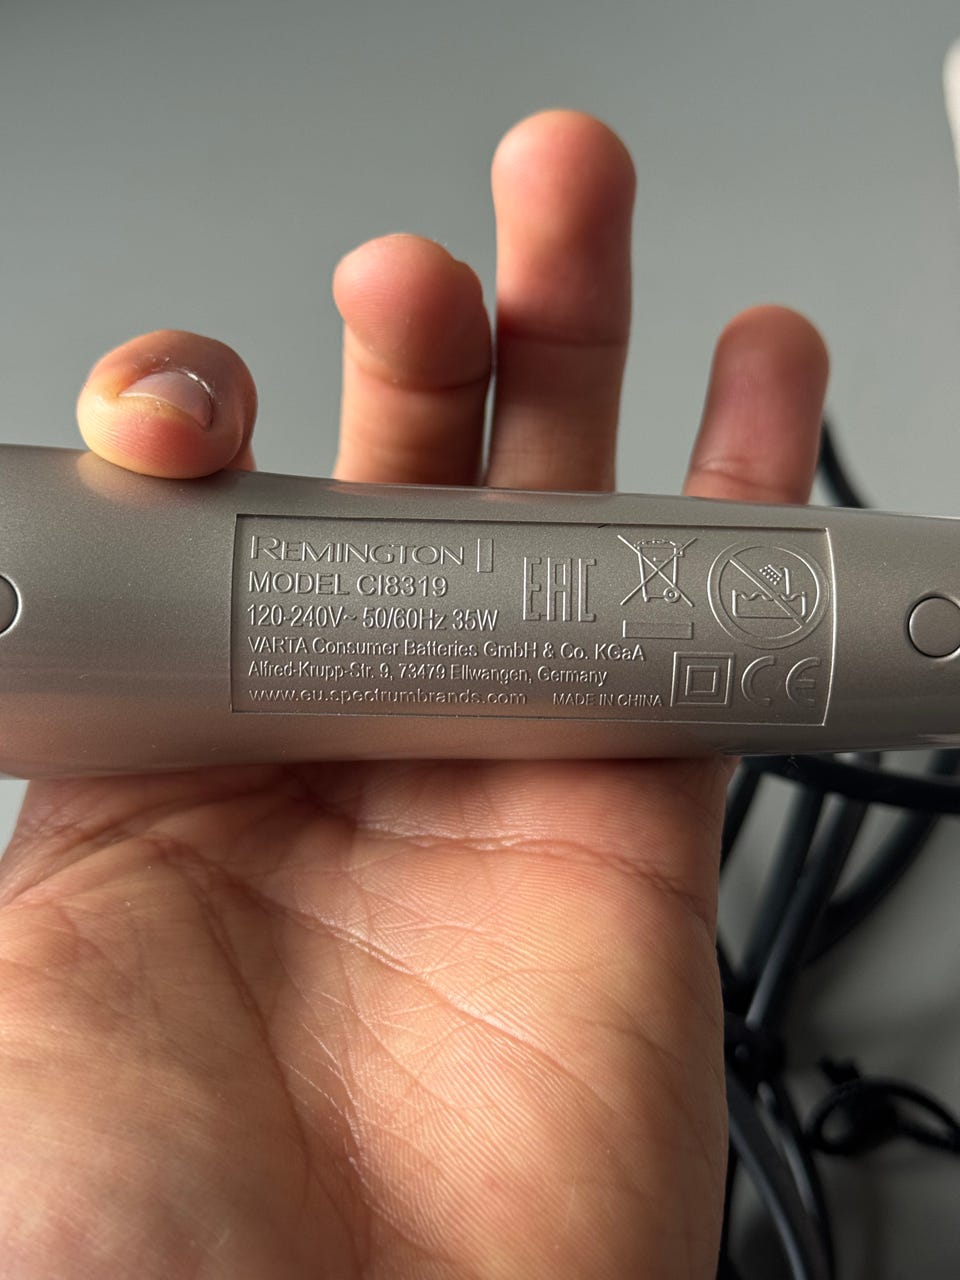 REMINGTON
MODEL CI8319
120-240V~ 50/60Hz 35W
VARTA Consumer Batteries GmbH & Co. KGaA
Alfred-Krupp-Str. 9, 73479 Ellwangen, Germany
www.eu.spectrumbrands.com MADE IN CHINA
EAC
CE